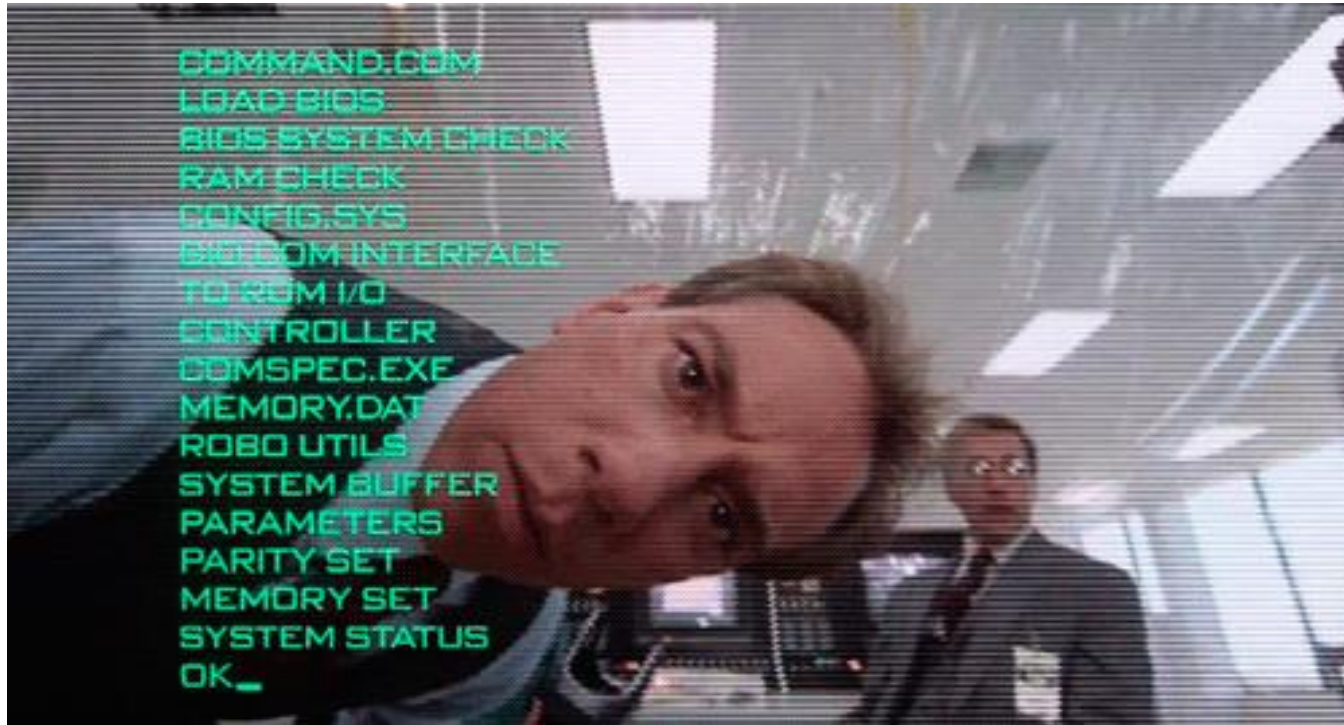 COMMAND.COM
LOAD BIOS
BIOS SYSTEM CHECK
RAM CHECK
CONFIG.SYS
BIO.COM INTERFACE
TO ROM I/O
CONTROLLER
COMSPEC.EXE
MEMORY.DAT
ROBO UTILS
SYSTEM BUFFER
PARAMETERS
PARITY SET
MEMORY SET
SYSTEM STATUS
OK_